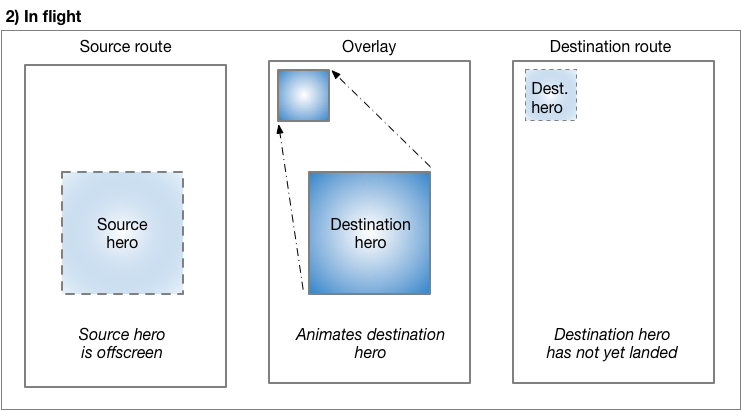 2) In flight
Source route
Overlay
Destination route
Dest.
hero
Source
hero
Destination
hero
Source hero
is offscreen
Animates destination
hero
Destination hero
has not yet landed